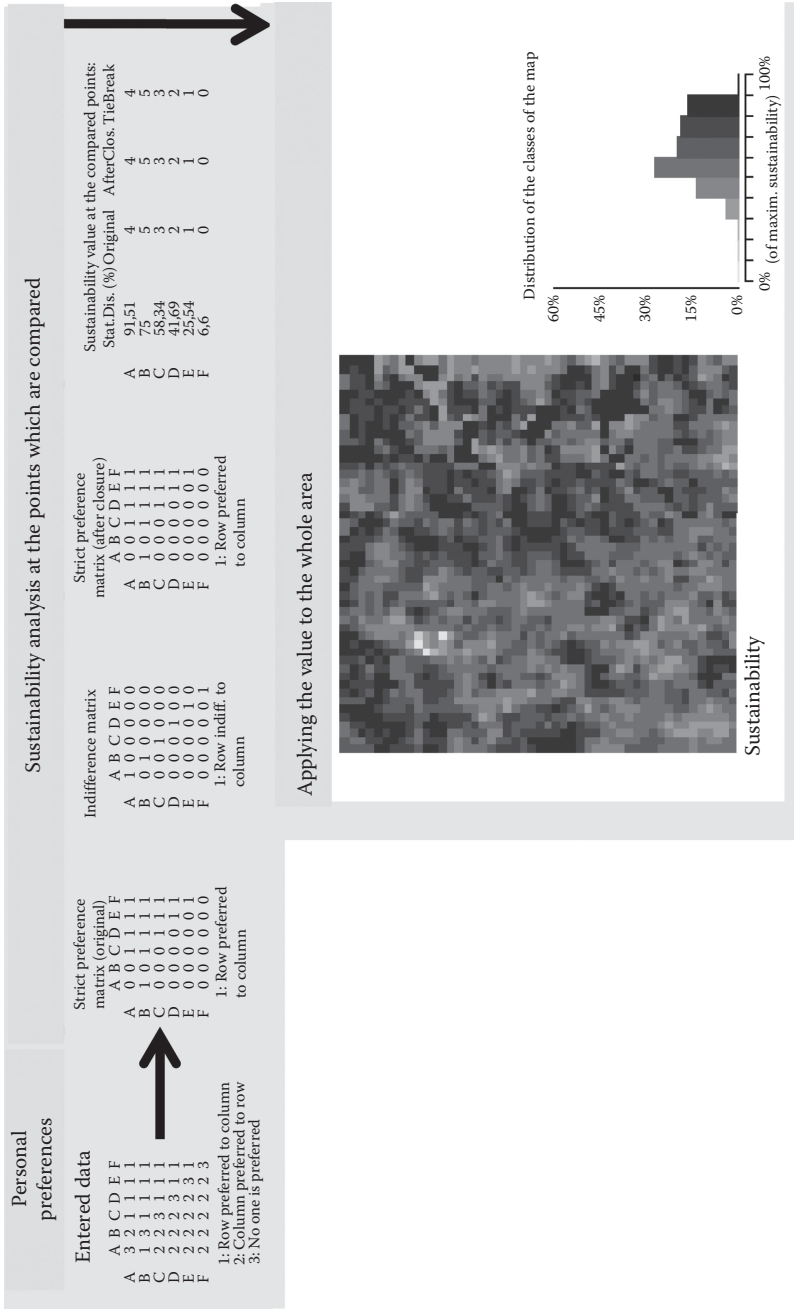 Personal
preferences
Entered data
A B C D E F
A 3 2 1 1 1 1
B 1 3 1 1 1 1
C 2 2 3 1 1 1
D 2 2 2 3 1 1
E 2 2 2 2 3 1
F 2 2 2 2 2 3
1: Row preferred to column
2: Column preferred to row
3: No one is preferred
Sustainability analysis at the points which are compared
Strict preference
matrix (original)
A B C D E F
A 0 0 1 1 1 1
B 1 0 1 1 1 1
C 0 0 0 1 1 1
D 0 0 0 0 1 1
E 0 0 0 0 0 1
F 0 0 0 0 0 0
1: Row preferred
to column
Indifference matrix
A B C D E F
A 1 0 0 0 0 0
B 0 1 0 0 0 0
C 0 0 1 0 0 0
D 0 0 0 1 0 0
E 0 0 0 0 1 0
F 0 0 0 0 0 1
1: Row indiff. to
column
Strict preference
matrix (after closure)
A B C D E F
A 0 0 1 1 1 1
B 1 0 1 1 1 1
C 0 0 0 1 1 1
D 0 0 0 0 1 1
E 0 0 0 0 0 1
F 0 0 0 0 0 0
1: Row preferred
to column
Sustainability value at the compared points:
Stat.Dis. (%) Original AfterClos. TieBreak
A 91,51 4 4 4
B 75 5 5 5
C 58,34 3 3 3
D 41,69 2 2 2
E 25,54 1 1 1
F 6,6 0 0 0
Applying the value to the whole area
Sustainability
Distribution of the classes of the map
60%
45%
30%
15%
0%
0% 100%
(of maxim. sustainability)